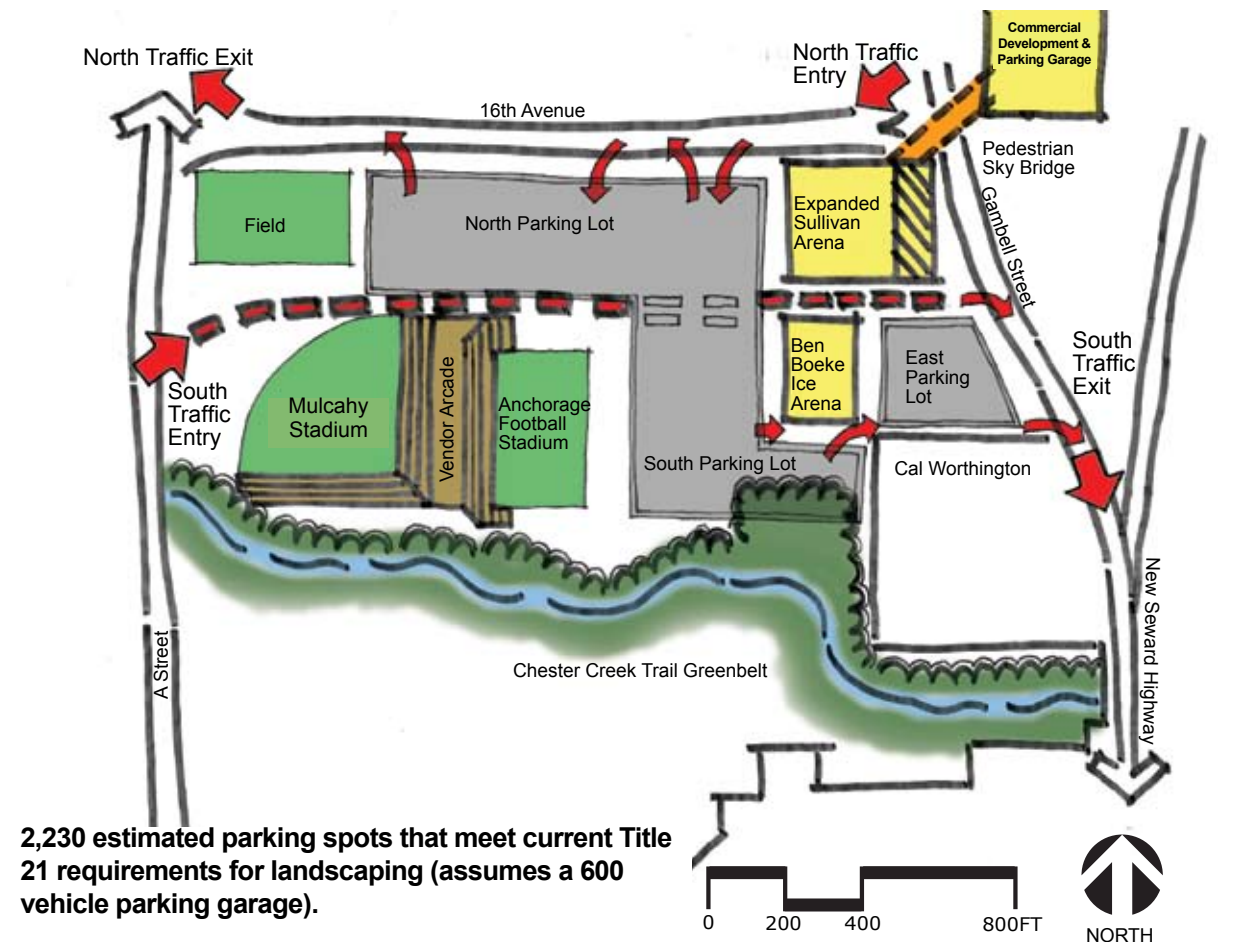 Commercial
Development &
Parking Garage
North Traffic Exit
North Traffic
Entry
16th Avenue
Pedestrian
Sky Bridge
Field
North Parking Lot
Expanded
Sullivan
Arena
Gambell Street
South
Traffic
Entry
Mulcahy
Stadium
Vendor Arcade
Anchorage
Football
Stadium
Ben
Boeke
Ice
Arena
East
Parking
Lot
South
Traffic
Exit
South Parking Lot
Cal Worthington
A Street
Chester Creek Trail Greenbelt
New Seward Highway
2,230 estimated parking spots that meet current Title
21 requirements for landscaping (assumes a 600
vehicle parking garage).
0 200 400 800FT
NORTH